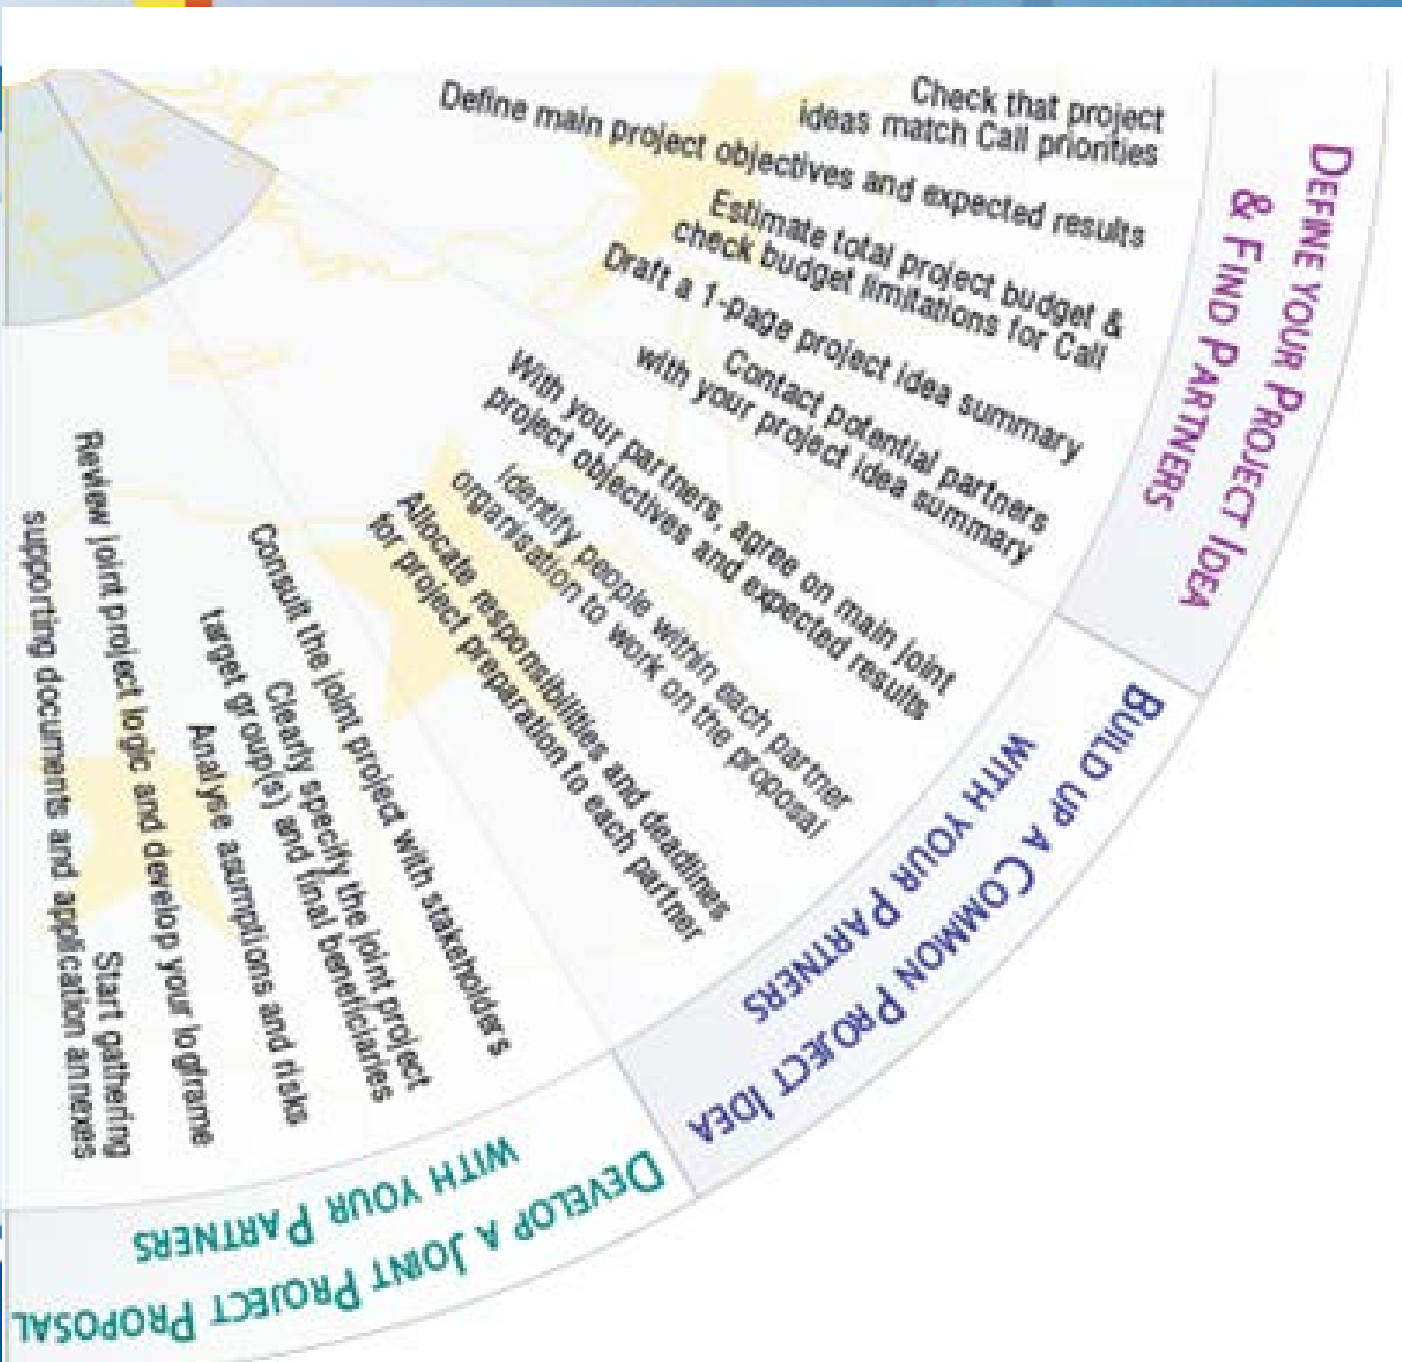 DEFINE YOUR PROJECT IDEA
& FIND PARTNERS
Check that project
ideas match Call priorities
Define main project objectives and expected results
Estimate total project budget &
check budget limitations for Call
Draft a 1-page project idea summary
Contact potential partners
with your project idea summary
BUILD UP A COMMON PROJECT IDEA
WITH YOUR PARTNERS
With your partners, agree on main joint
project objectives and expected results
Identify people within each partner
organisation to work on the proposal
Allocate responsibilities and deadlines
for project preparation to each partner
DEVELOP A JOINT PROJECT PROPOSAL
WITH YOUR PARTNERS
Consult the joint project with stakeholders
Clearly specify the joint project
target group(s) and final beneficiaries
Analyse asumptions and risks
Review joint project logic and develop your logframe
Start gathering
supporting documents and application annexes